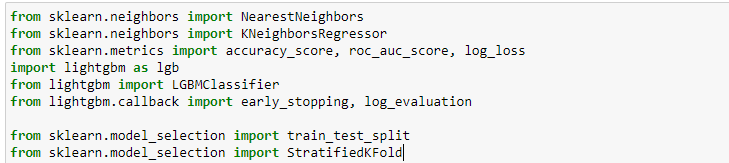 from sklearn.neighbors import NearestNeighbors
from sklearn.neighbors import KNeighborsRegressor
from sklearn.metrics import accuracy_score, roc_auc_score, log_loss
import lightgbm as lgb
from lightgbm import LGBMClassifier
from lightgbm.callback import early_stopping, log_evaluation
from sklearn.model_selection import train_test_split
from sklearn.model_selection import StratifiedKFold